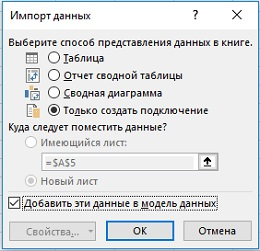 Импорт данных
Выберите способ представления данных в книге.
Таблица
Отчет сводной таблицы
Сводная диаграмма
Только создать подключение
Куда следует поместить данные?
Имеющийся лист:
=$A$5
Новый лист
Добавить эти данные в модель данных
Свойства... ОК Отмена